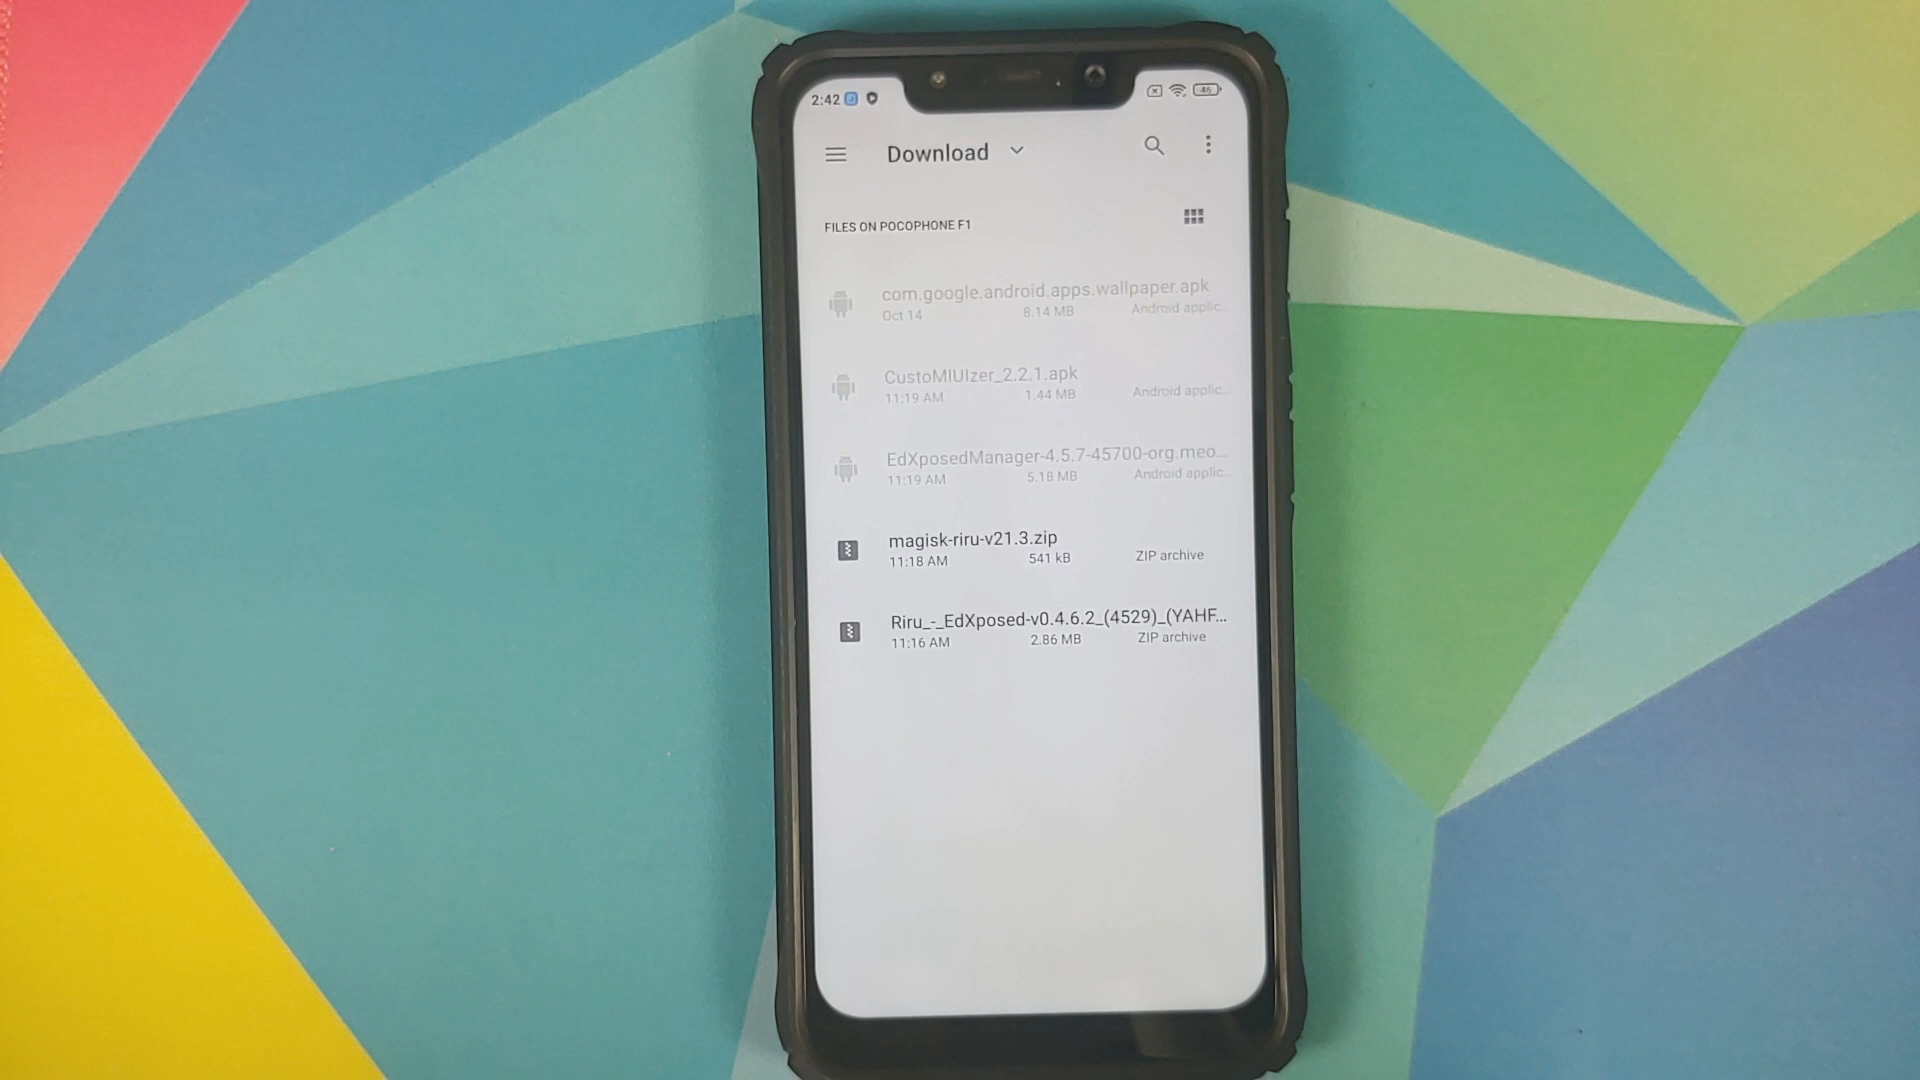 2:42
46
Download
FILES ON POCOPHONE F1
com.google.android.apps.wallpaper.apk
Oct 14 8.14 MB Android applic...
CustoMIUIzer_2.2.1.apk
11:19 AM 1.44 MB Android applic...
EdXposedManager-4.5.7-45700-org.meo...
11:19 AM 5.18 MB Android applic...
magisk-riru-v21.3.zip
11:18 AM 541 kB ZIP archive
Riru_-_EdXposed-v0.4.6.2_(4529)_(YAHF...
11:16 AM 2.86 MB ZIP archive